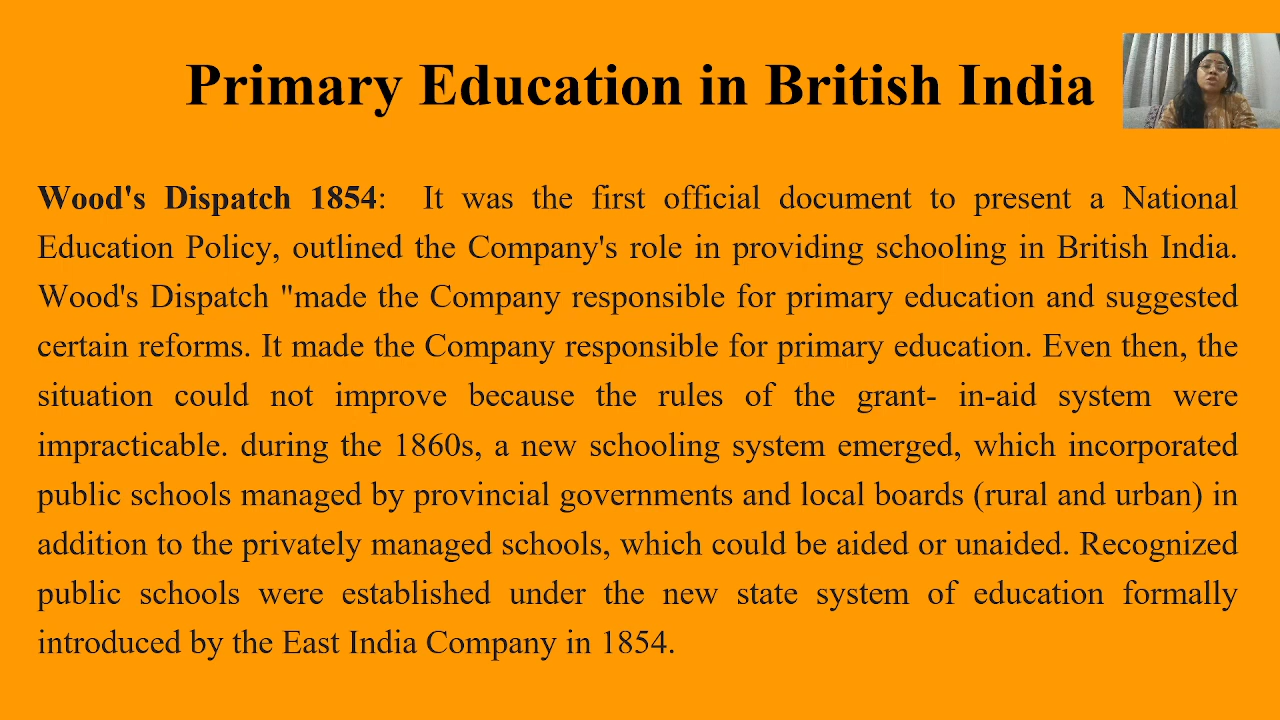 Primary Education in British India
Wood's Dispatch 1854: It was the first official document to present a National
Education Policy, outlined the Company's role in providing schooling in British India.
Wood's Dispatch "made the Company responsible for primary education and suggested
certain reforms. It made the Company responsible for primary education. Even then, the
situation could not improve because the rules of the grant- in-aid system were
impracticable. during the 1860s, a new schooling system emerged, which incorporated
public schools managed by provincial governments and local boards (rural and urban) in
addition to the privately managed schools, which could be aided or unaided. Recognized
public schools were established under the new state system of education formally
introduced by the East India Company in 1854.